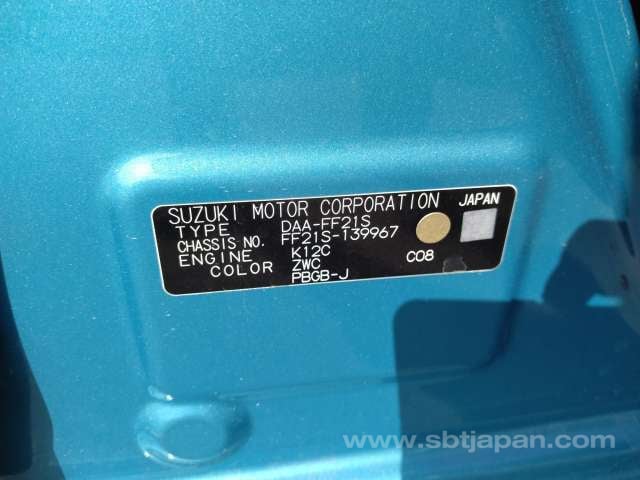 SUZUKI MOTOR CORPORATION JAPAN
TYPE DAA-FF21S
CHASSIS NO. FF21S-139967
ENGINE K12C
COLOR ZWC C08
PBGB-J
www.sbtjapan.com